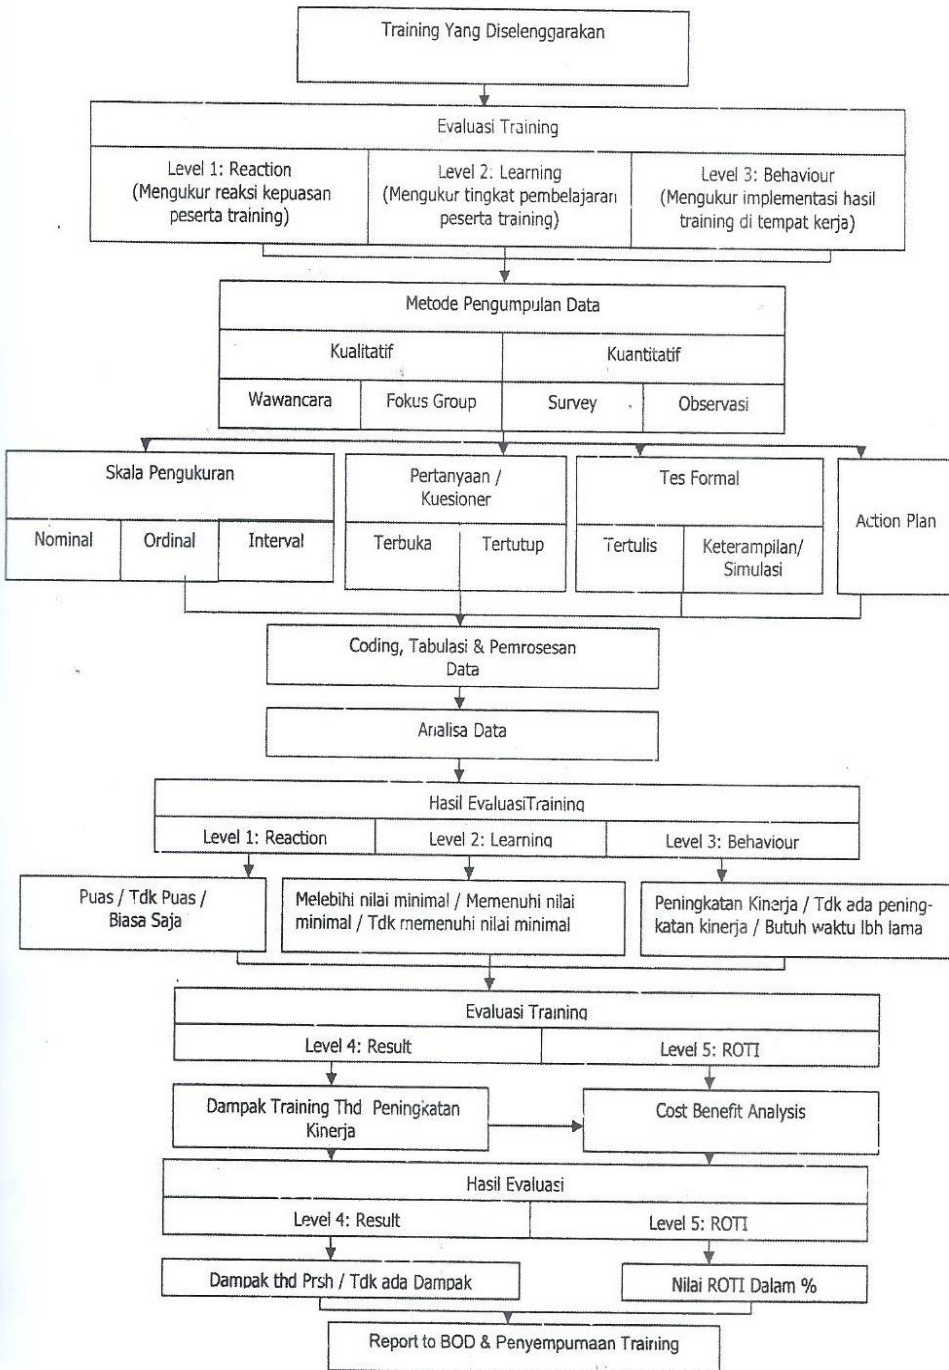 Training Yang Diselenggarakan
Evaluasi Training
Level 1: Reaction
(Mengukur reaksi kepuasan
peserta training)
Level 2: Learning
(Mengukur tingkat pembelajaran
peserta training)
Level 3: Behaviour
(Mengukur implementasi hasil
training di tempat kerja)
Metode Pengumpulan Data
Kualitatif
Kuantitatif
Wawancara
Fokus Group
Survey
Observasi
Skala Pengukuran
Nominal
Ordinal
Interval
Pertanyaan /
Kuesioner
Terbuka
Tertutup
Tes Formal
Tertulis
Keterampilan/
Simulasi
Action Plan
Coding, Tabulasi & Pemrosesan
Data
Analisa Data
Hasil EvaluasiTraining
Level 1: Reaction
Level 2: Learning
Level 3: Behaviour
Puas / Tdk Puas /
Biasa Saja
Melebihi nilai minimal / Memenuhi nilai
minimal / Tdk memenuhi nilai minimal
Peningkatan Kinerja / Tdk ada pening-
katan kinerja / Butuh waktu lbh lama
Evaluasi Training
Level 4: Result
Level 5: ROTI
Dampak Training Thd Peningkatan
Kinerja
Cost Benefit Analysis
Hasil Evaluasi
Level 4: Result
Level 5: ROTI
Dampak thd Prsh / Tdk ada Dampak
Nilai ROTI Dalam %
Report to BOD & Penyempurnaan Training